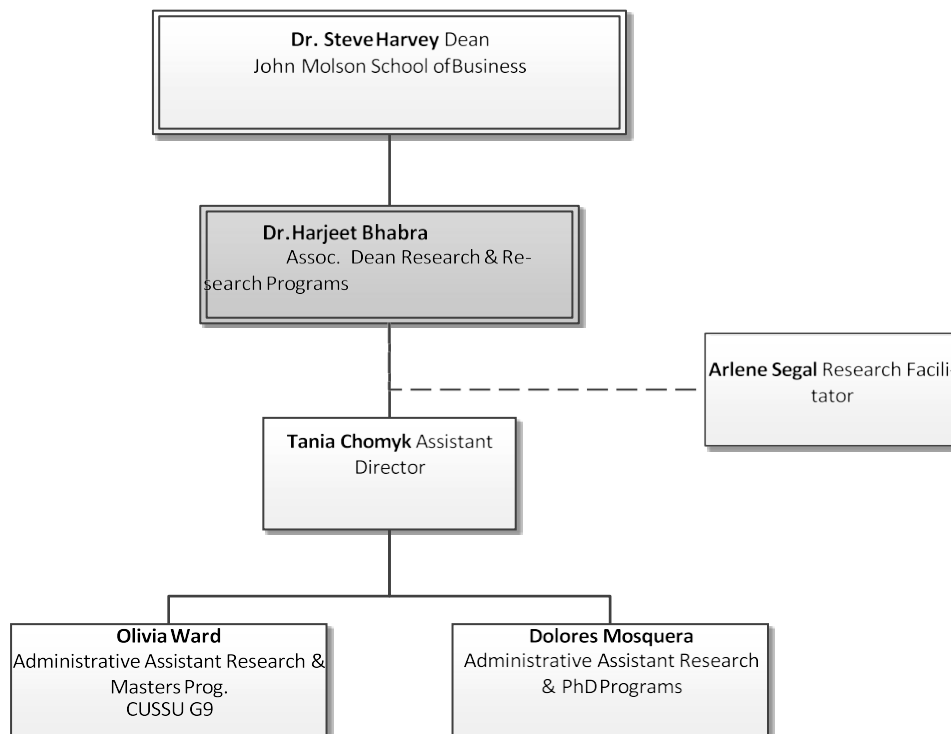 Dr. Steve Harvey Dean
John Molson School of Business
Dr. Harjeet Bhabra
Assoc. Dean Research & Re-
search Programs
Arlene Segal Research Facili-
tator
Tania Chomyk Assistant
Director
Olivia Ward
Administrative Assistant Research &
Masters Prog.
CUSSU G9
Dolores Mosquera
Administrative Assistant Research
& PhD Programs